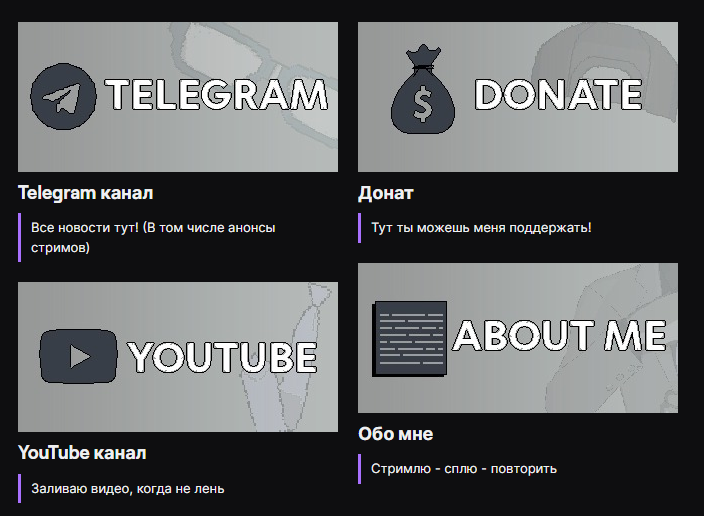 TELEGRAM
Telegram канал
Все новости тут! (В том числе анонсы
стримов)
DONATE
Донат
Тут ты можешь меня поддержать!
YOUTUBE
YouTube канал
Заливаю видео, когда не лень
ABOUT ME
Обо мне
Стримлю - сплю - повторить